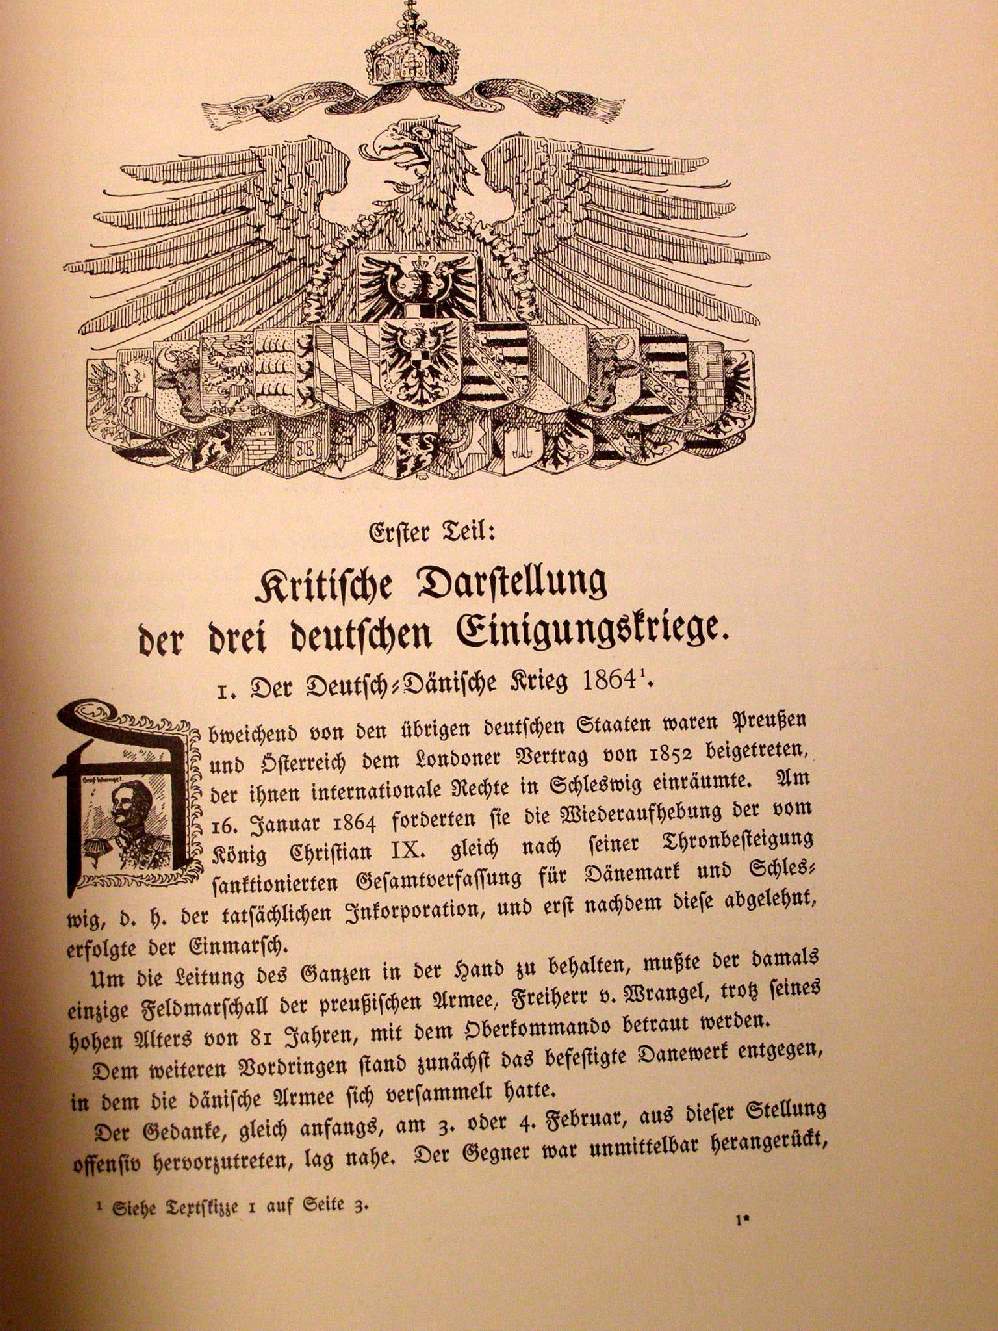 Erster Teil:
Kritische Darstellung
der drei deutschen Einigungskriege.
1. Der Deutsch-Dänische Krieg 1864¹.
Abweichend von den übrigen deutschen Staaten waren Preußen
und Österreich dem Londoner Vertrag von 1852 beigetreten,
der ihnen internationale Rechte in Schleswig einräumte. Am
16. Januar 1864 forderten sie die Wiederaufhebung der vom
König Christian IX. gleich nach seiner Thronbesteigung
sanktionierten Gesamtverfassung für Dänemark und Schles-
wig, d. h. der tatsächlichen Inkorporation, und erst nachdem diese abgelehnt,
erfolgte der Einmarsch.
Um die Leitung des Ganzen in der Hand zu behalten, mußte der damals
einzige Feldmarschall der preußischen Armee, Freiherr v. Wrangel, trotz seines
hohen Alters von 81 Jahren, mit dem Oberkommando betraut werden.
Dem weiteren Vordringen stand zunächst das befestigte Danewerk entgegen,
in dem die dänische Armee sich versammelt hatte.
Der Gedanke, gleich anfangs, am 3. oder 4. Februar, aus dieser Stellung
offensiv hervorzutreten, lag nahe. Der Gegner war unmittelbar herangerückt,
¹ Siehe Textskizze 1 auf Seite 3.
1*